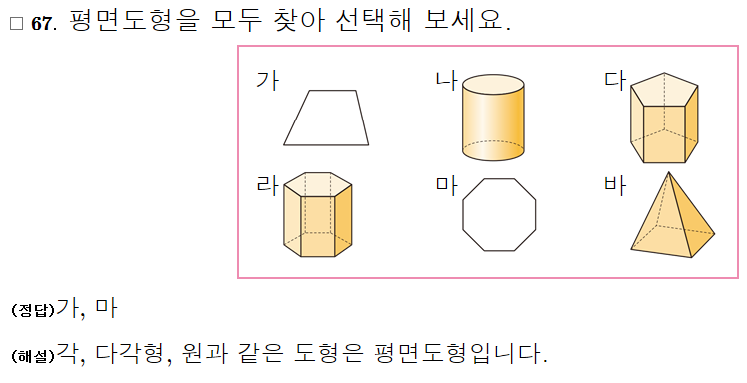 □ 67. 평면도형을 모두 찾아 선택해 보세요.
가 나 다
라 마 바
(정답)가, 마
(해설)각, 다각형, 원과 같은 도형은 평면도형입니다.